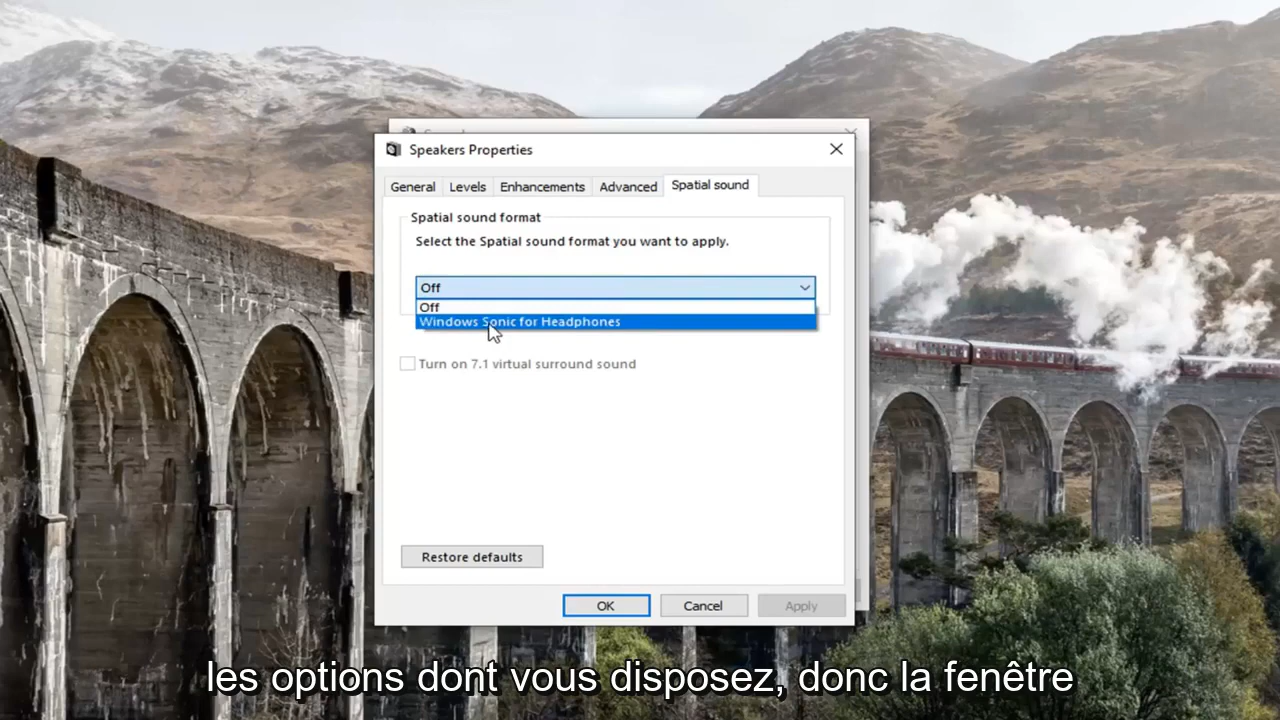 Speakers Properties
General Levels Enhancements Advanced Spatial sound
Spatial sound format
Select the Spatial sound format you want to apply.
Off
Off
Windows Sonic for Headphones
Turn on 7.1 virtual surround sound
Restore defaults
OK Cancel Apply
les options dont vous disposez, donc la fenêtre